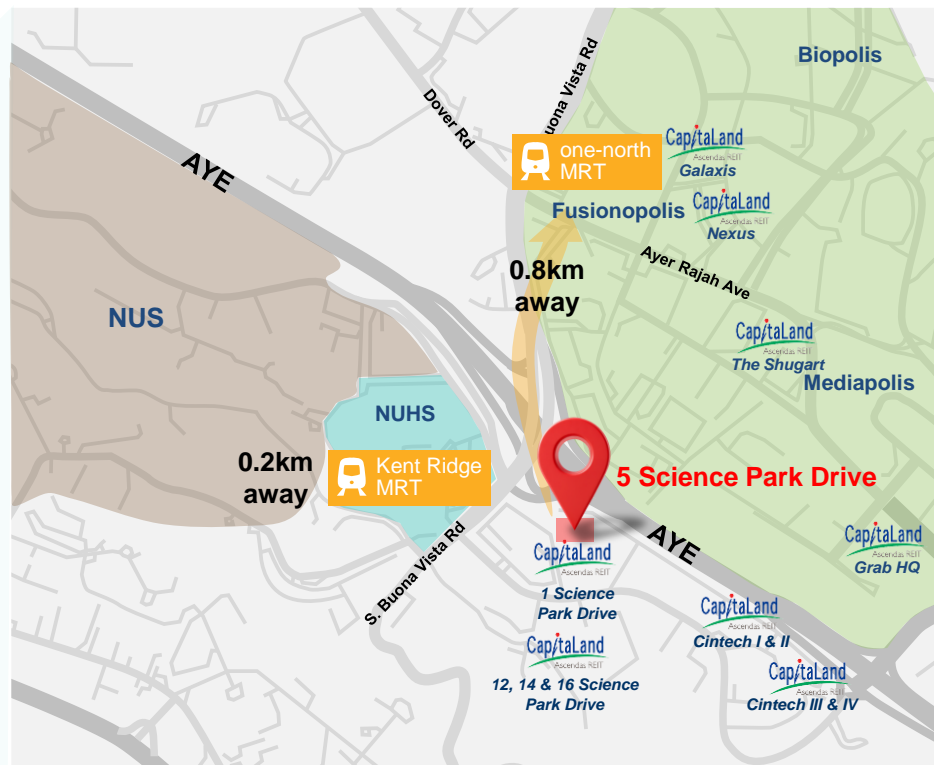 Biopolis
Buona Vista Rd
Dover Rd
one-north
MRT
CapitaLand
Ascendas REIT
Galaxis
AYE
Fusionopolis
CapitaLand
Ascendas REIT
Nexus
0.8km
away
Ayer Rajah Ave
NUS
CapitaLand
Ascendas REIT
The Shugart
Mediapolis
NUHS
0.2km
away
Kent Ridge
MRT
5 Science Park Drive
S. Buona Vista Rd
AYE
CapitaLand
Ascendas REIT
Grab HQ
CapitaLand
Ascendas REIT
1 Science
Park Drive
CapitaLand
Ascendas REIT
Cintech I & II
CapitaLand
Ascendas REIT
12, 14 & 16 Science
Park Drive
CapitaLand
Ascendas REIT
Cintech III & IV